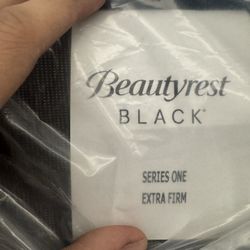 Beautyrest
BLACK®
SERIES ONE
EXTRA FIRM